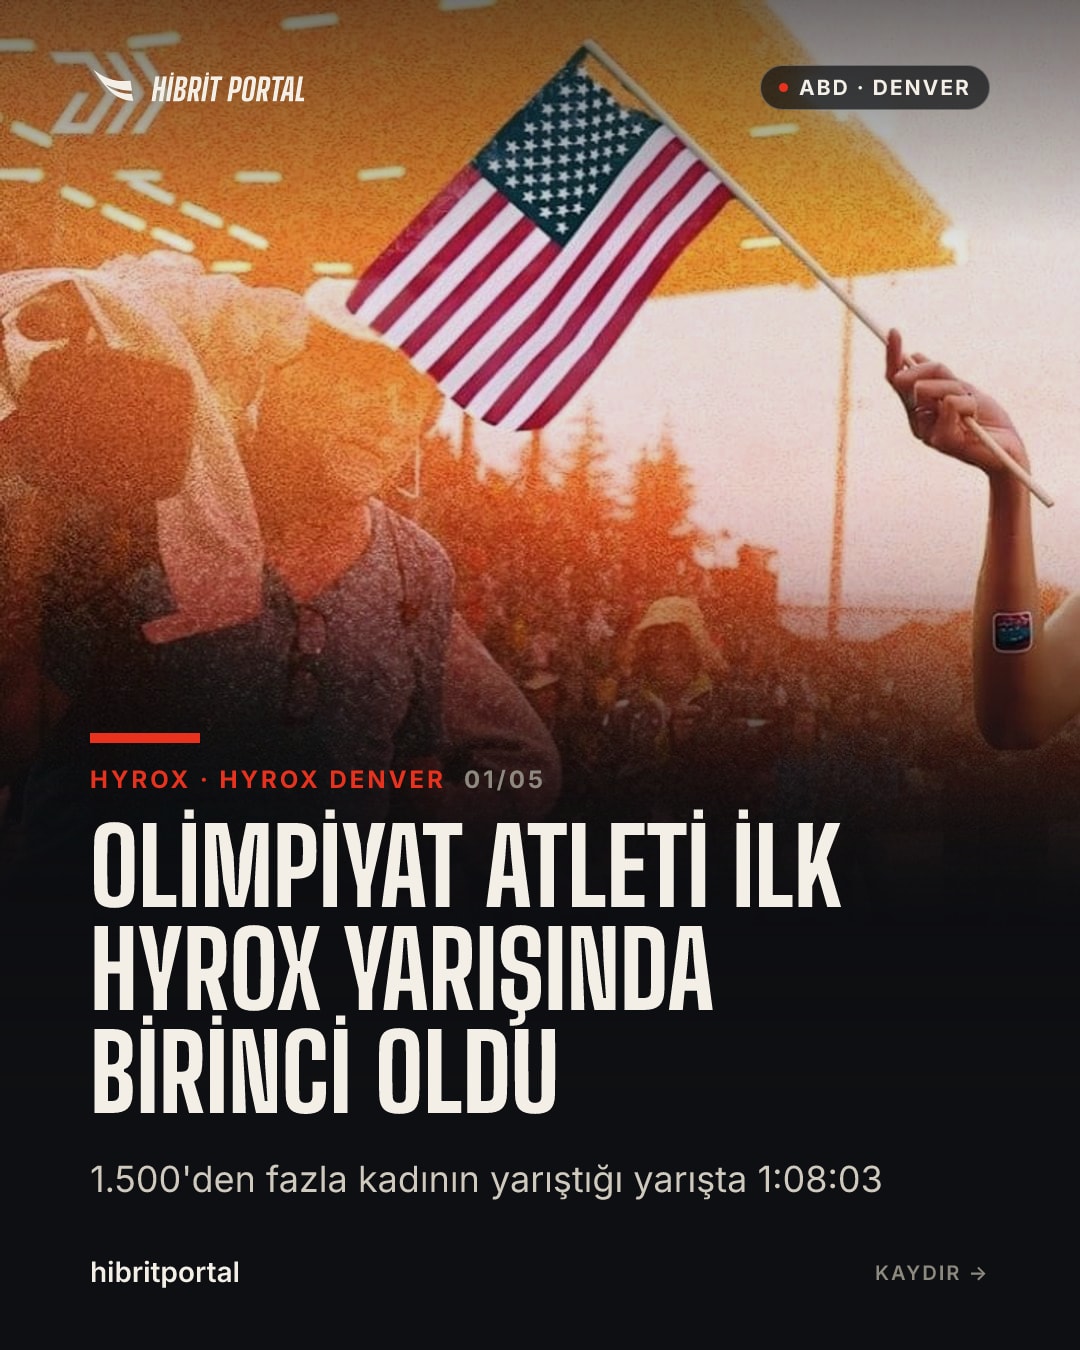 HİBRİT PORTAL
ABD · DENVER
HYROX · HYROX DENVER 01/05
OLİMPİYAT ATLETİ İLK
HYROX YARIŞINDA
BİRİNCİ OLDU
1.500'den fazla kadının yarıştığı yarışta 1:08:03
hibritportal
KAYDIR →